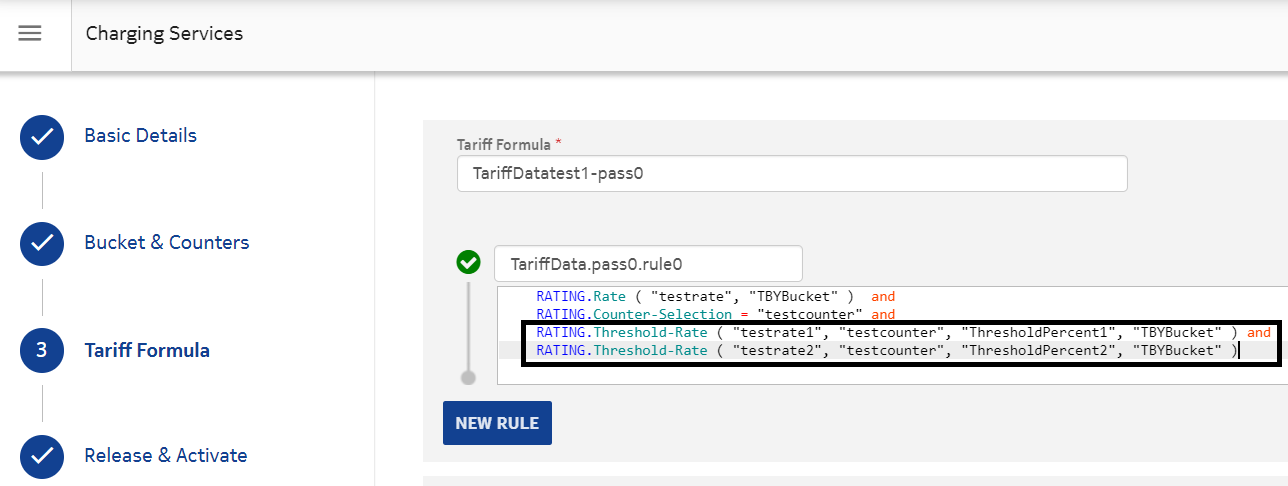 Charging Services
Basic Details
Bucket & Counters
3 Tariff Formula
Release & Activate
Tariff Formula *
TariffDatatest1-pass0
TariffData.pass0.rule0
RATING.Rate ( "testrate", "TBYBucket" )  and
RATING.Counter-Selection = "testcounter" and
RATING.Threshold-Rate ( "testrate1", "testcounter", "ThresholdPercent1", "TBYBucket" ) and
RATING.Threshold-Rate ( "testrate2", "testcounter", "ThresholdPercent2", "TBYBucket" )
NEW RULE